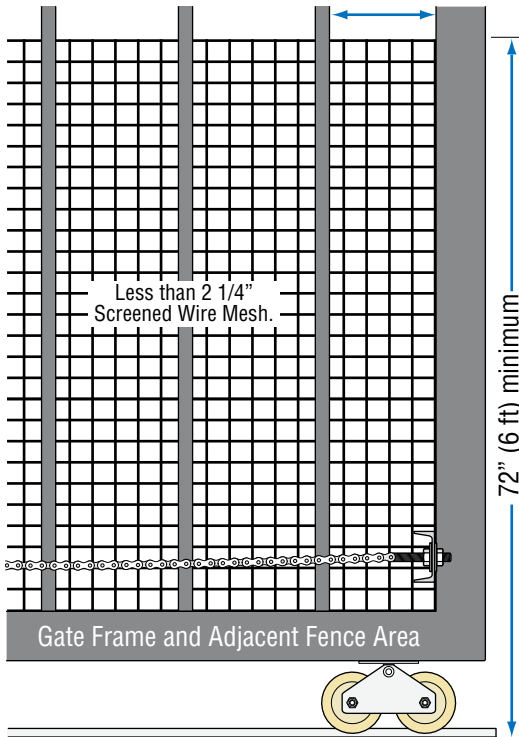 Less than 2 1/4”
Screened Wire Mesh.
72” (6 ft) minimum
Gate Frame and Adjacent Fence Area